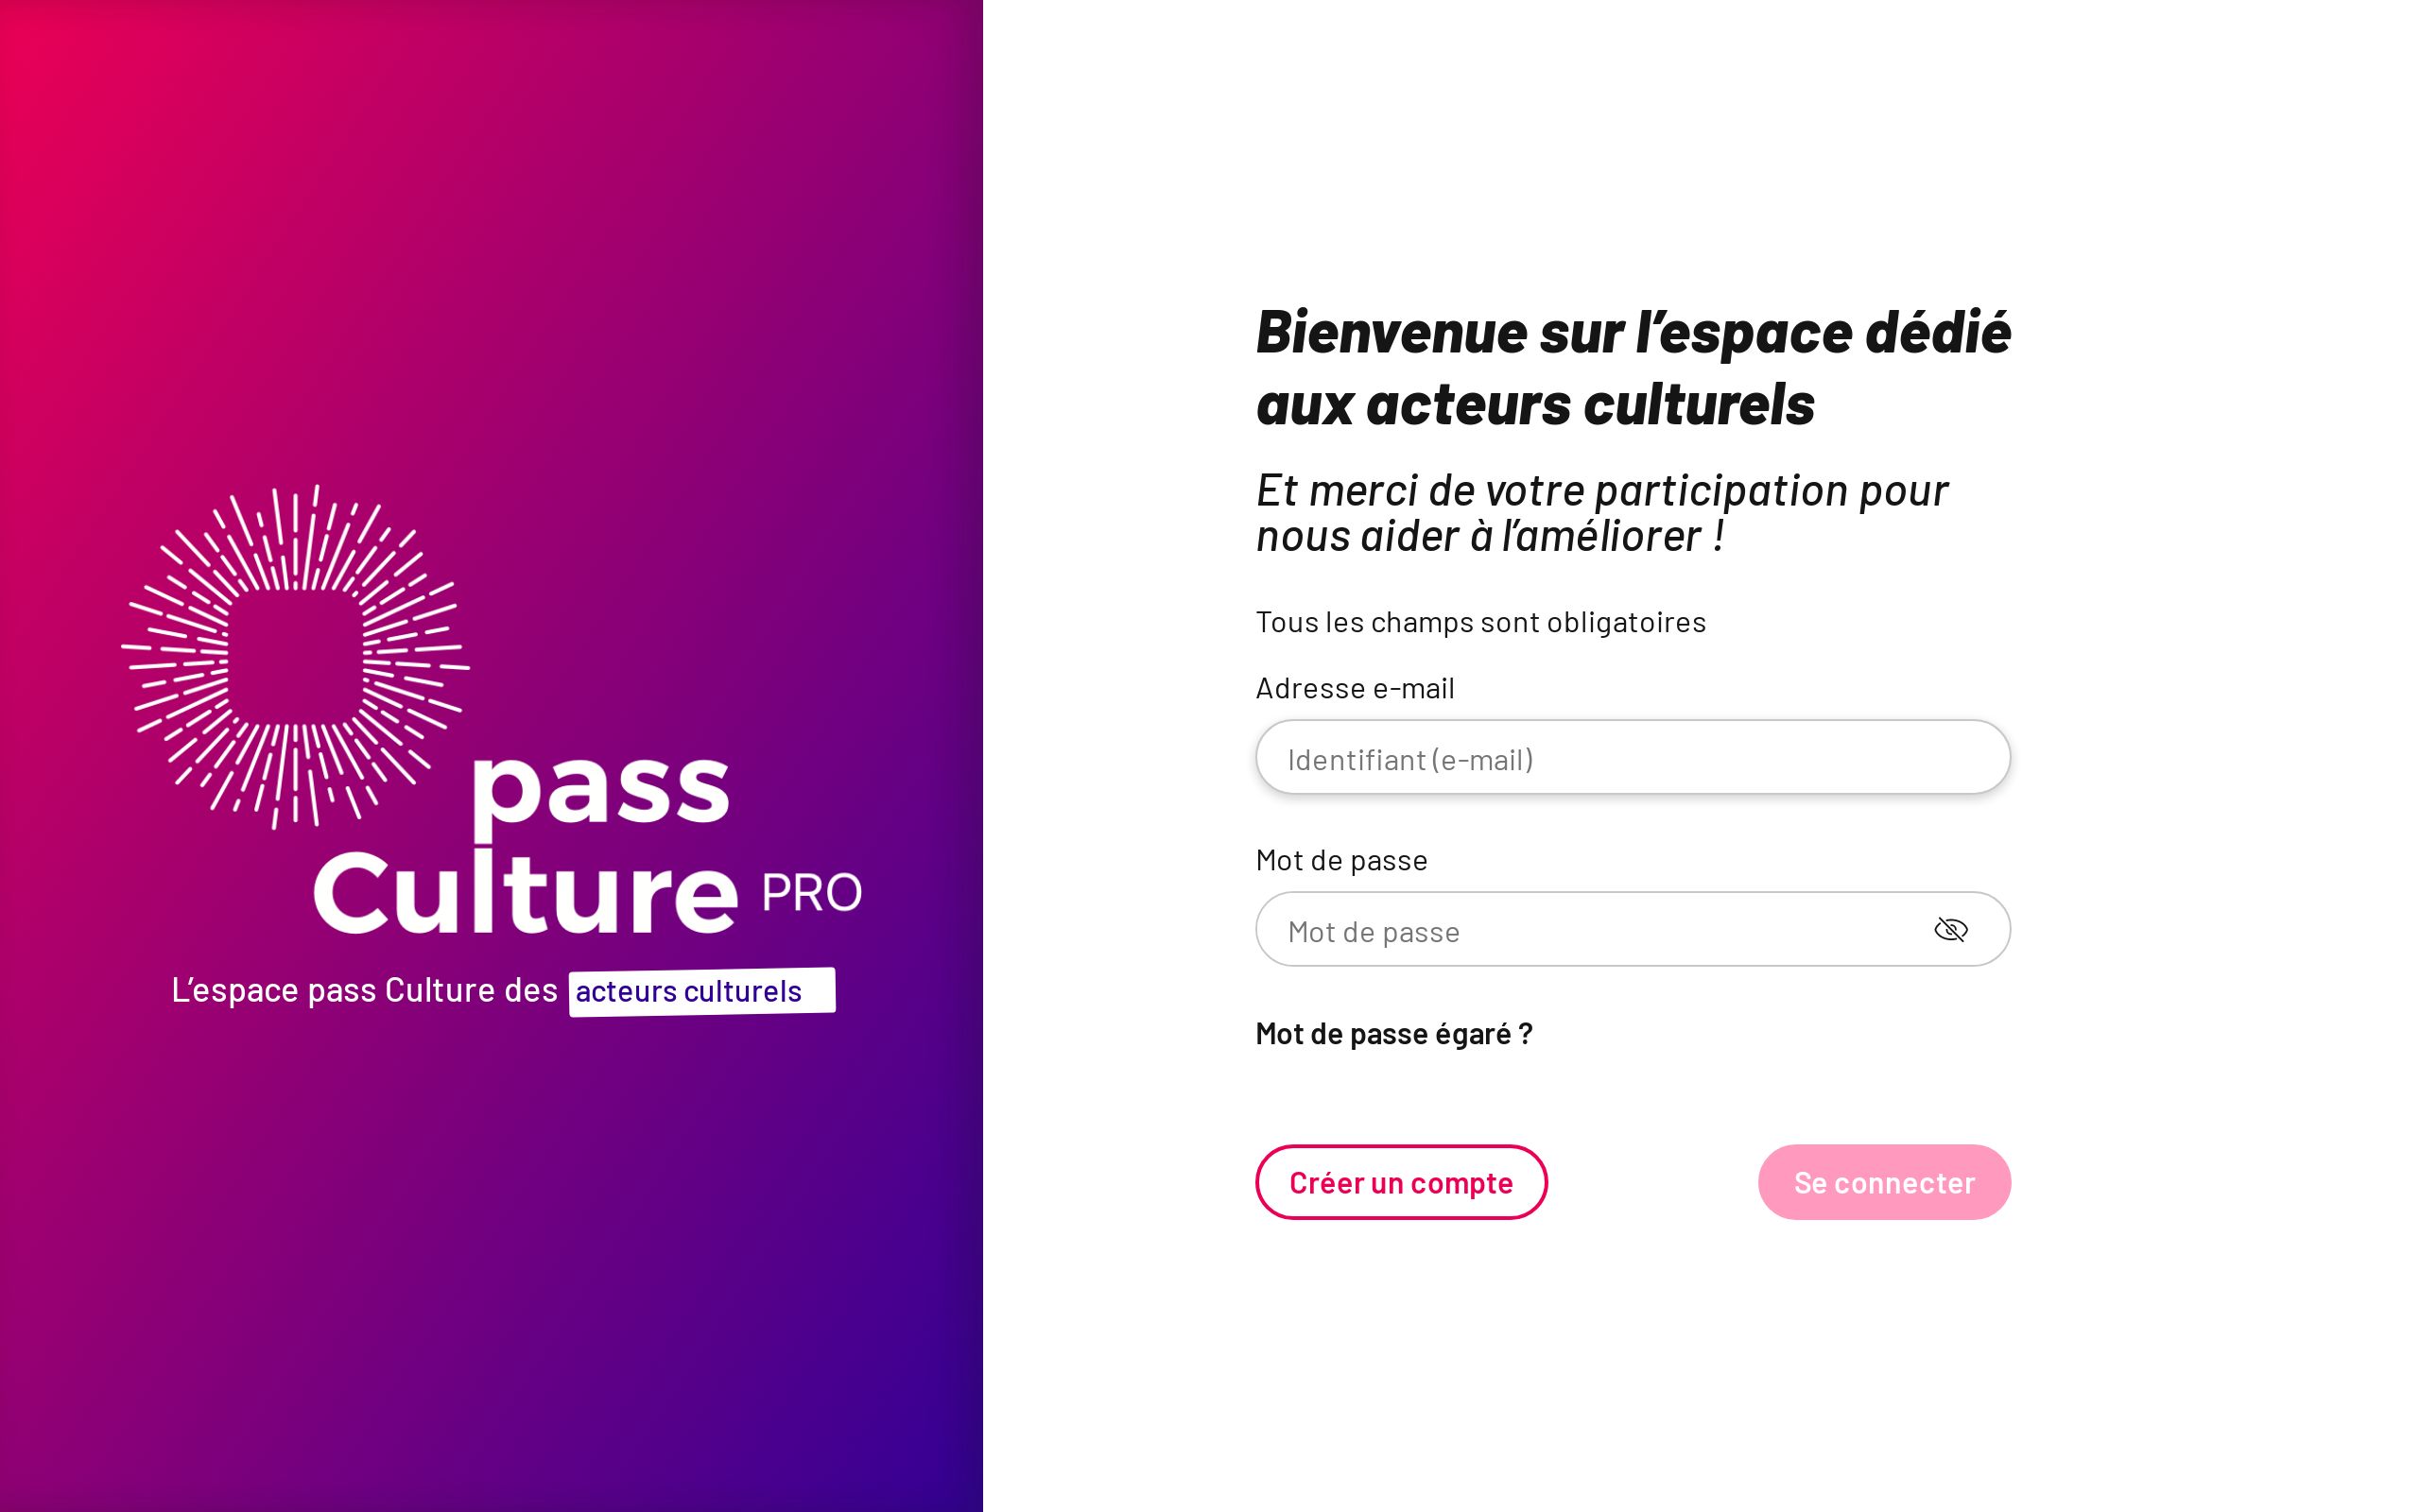 pass
Culture PRO
L’espace pass Culture des acteurs culturels
Bienvenue sur l’espace dédié
aux acteurs culturels
Et merci de votre participation pour
nous aider à l’améliorer !
Tous les champs sont obligatoires
Adresse e-mail
Identifiant (e-mail)
Mot de passe
Mot de passe
Mot de passe égaré ?
Créer un compte
Se connecter